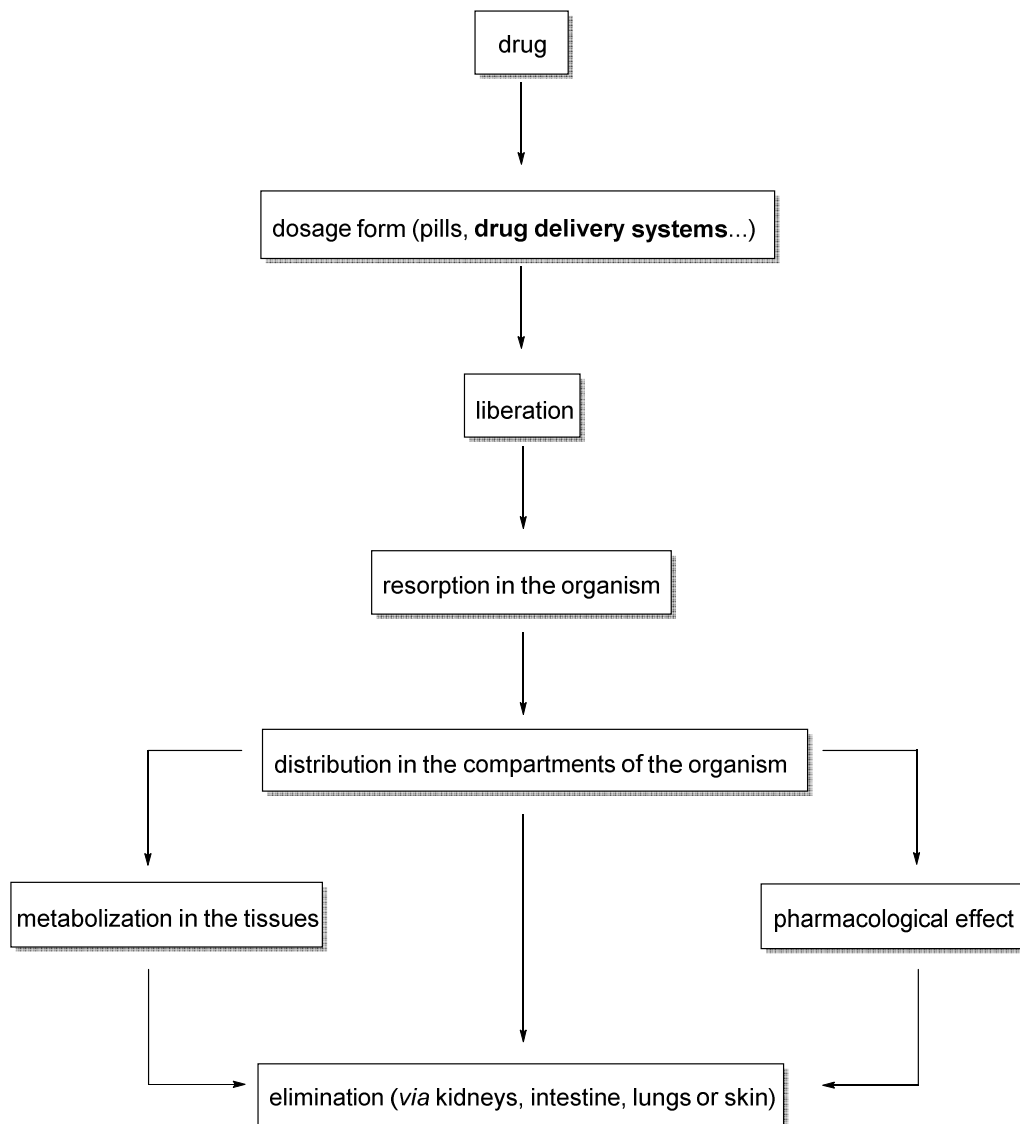 drug
dosage form (pills, drug delivery systems...)
liberation
resorption in the organism
distribution in the compartments of the organism
metabolization in the tissues
pharmacological effect
elimination (via kidneys, intestine, lungs or skin)